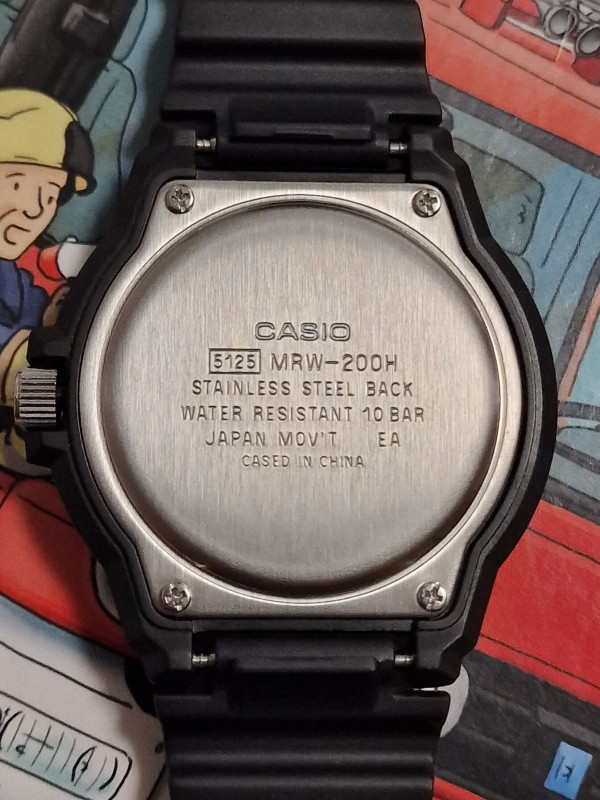 CASIO
5125 MRW-200H
STAINLESS STEEL BACK
WATER RESISTANT 10 BAR
JAPAN MOV'T EA
CASED IN CHINA